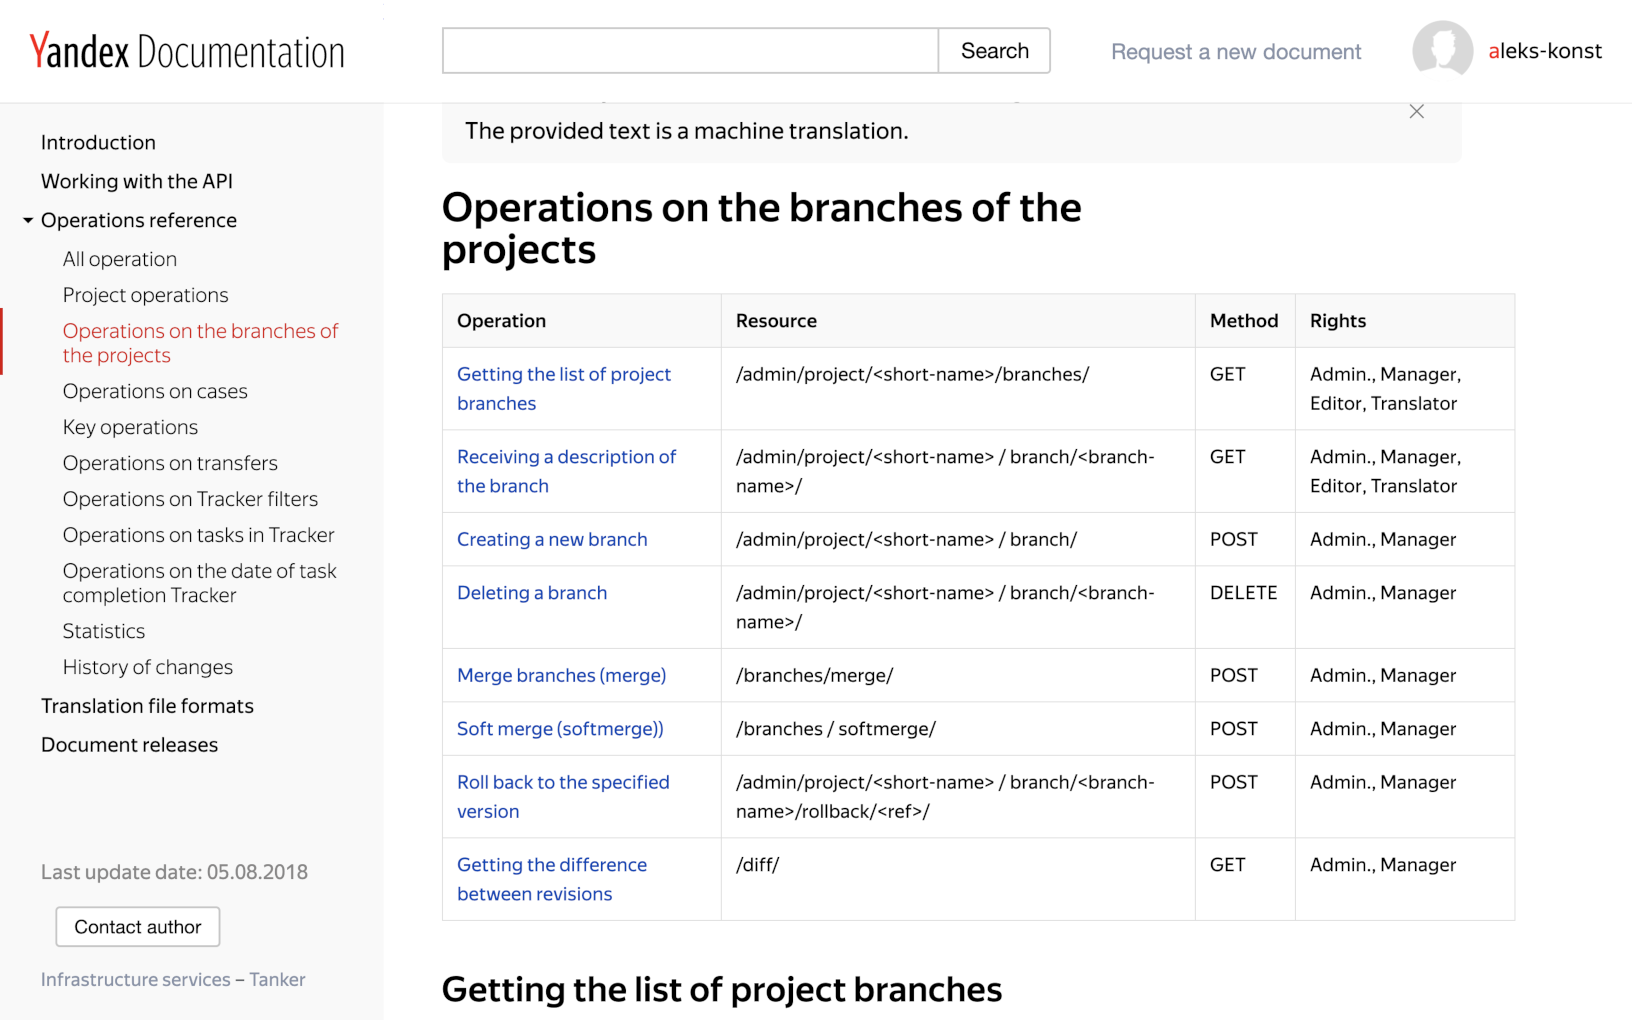 Yandex Documentation
Search
Request a new document
aleks-konst
Introduction
Working with the API
Operations reference
All operation
Project operations
Operations on the branches of
the projects
Operations on cases
Key operations
Operations on transfers
Operations on Tracker filters
Operations on tasks in Tracker
Operations on the date of task
completion Tracker
Statistics
History of changes
Translation file formats
Document releases
Last update date: 05.08.2018
Contact author
Infrastructure services – Tanker
The provided text is a machine translation.
Operations on the branches of the
projects
Operation Resource Method Rights
Getting the list of project /admin/project/<short-name>/branches/ GET Admin., Manager,
branches Editor, Translator
Receiving a description of /admin/project/<short-name> / branch/<branch- GET Admin., Manager,
the branch name>/ Editor, Translator
Creating a new branch /admin/project/<short-name> / branch/ POST Admin., Manager
Deleting a branch /admin/project/<short-name> / branch/<branch- DELETE Admin., Manager
name>/
Merge branches (merge) /branches/merge/ POST Admin., Manager
Soft merge (softmerge)) /branches / softmerge/ POST Admin., Manager
Roll back to the specified /admin/project/<short-name> / branch/<branch- POST Admin., Manager
version name>/rollback/<ref>/
Getting the difference /diff/ GET Admin., Manager
between revisions
Getting the list of project branches